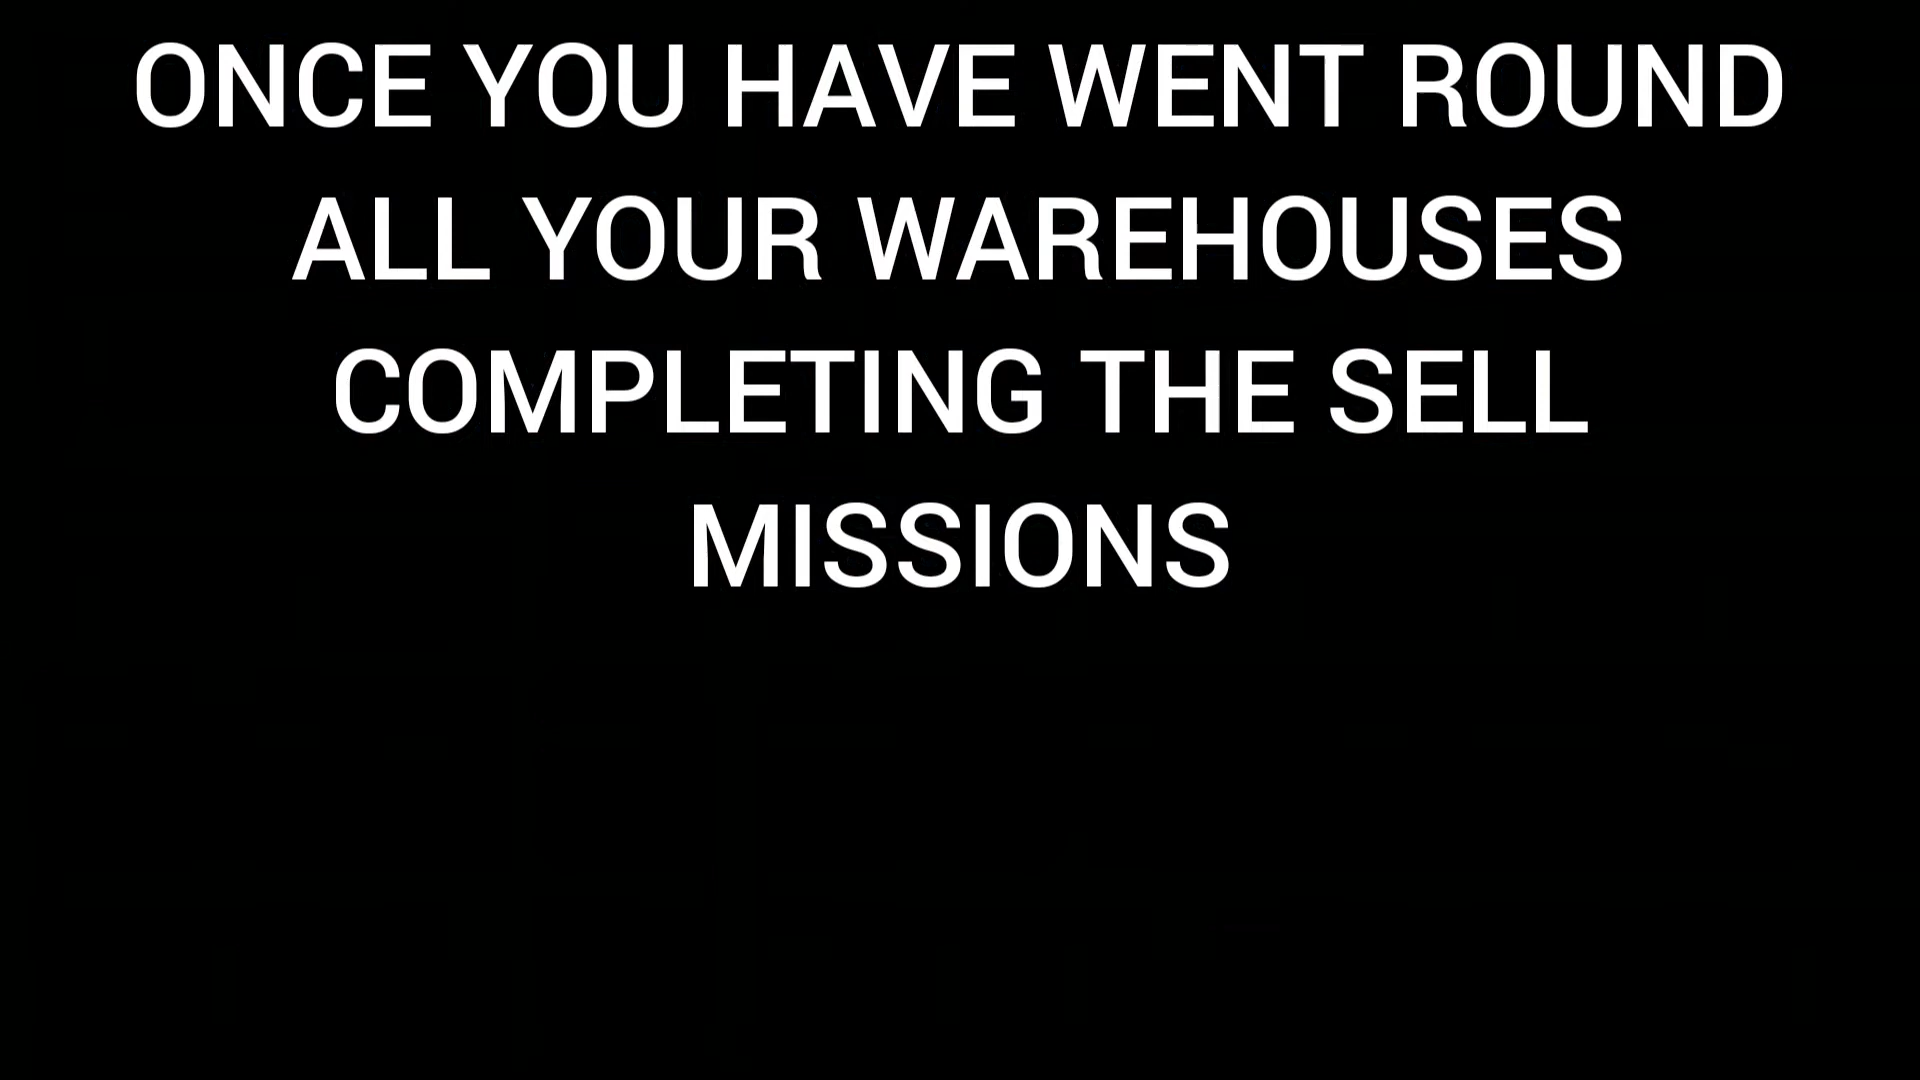 ONCE YOU HAVE WENT ROUND
ALL YOUR WAREHOUSES
COMPLETING THE SELL
MISSIONS